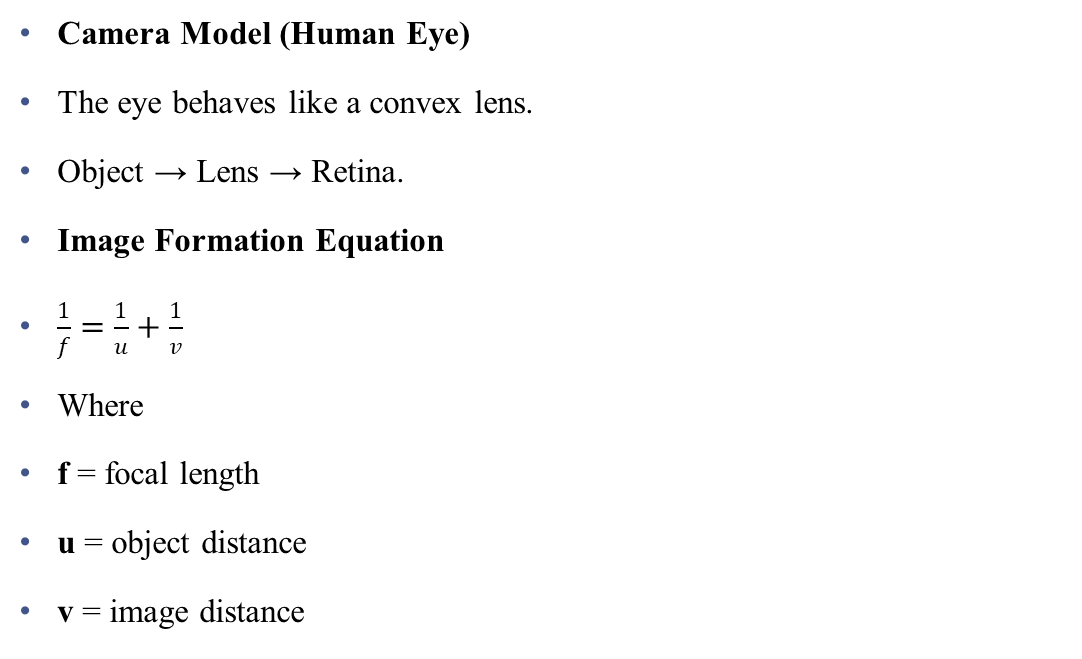 • Camera Model (Human Eye)
• The eye behaves like a convex lens.
• Object → Lens → Retina.
• Image Formation Equation
• 1/f = 1/u + 1/v
• Where
• f = focal length
• u = object distance
• v = image distance